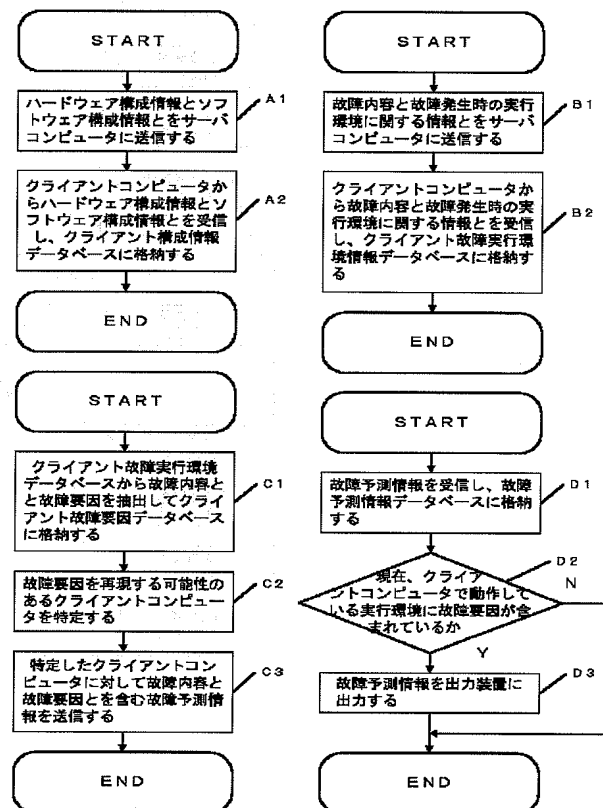 START
ハードウェア構成情報とソフ
トウェア構成情報とをサーバ
コンピュータに送信する
A1
クライアントコンピュータか
らハードウェア構成情報とソ
フトウェア構成情報とを受信
し、クライアント構成情報
データベースに格納する
A2
END
START
故障内容と故障発生時の実行
環境に関する情報とをサーバ
コンピュータに送信する
B1
クライアントコンピュータか
ら故障内容と故障発生時の実
行環境に関する情報とを受信
し、クライアント故障実行環
境情報データベースに格納す
る
B2
END
START
クライアント故障実行環境
データベースから故障内容と
と故障要因を抽出してクライ
アント故障要因データベース
に格納する
C1
故障要因を再現する可能性の
あるクライアントコンピュー
タを特定する
C2
特定したクライアントコン
ピュータに対して故障内容と
故障要因とを含む故障予測情
報を送信する
C3
END
START
故障予測情報を受信し、故障
予測情報データベースに格納
する
D1
現在、クライア
ントコンピュータで動作して
いる実行環境に故障要因が含
まれているか
D2
N
Y
故障予測情報を出力装置に
出力する
D3
END